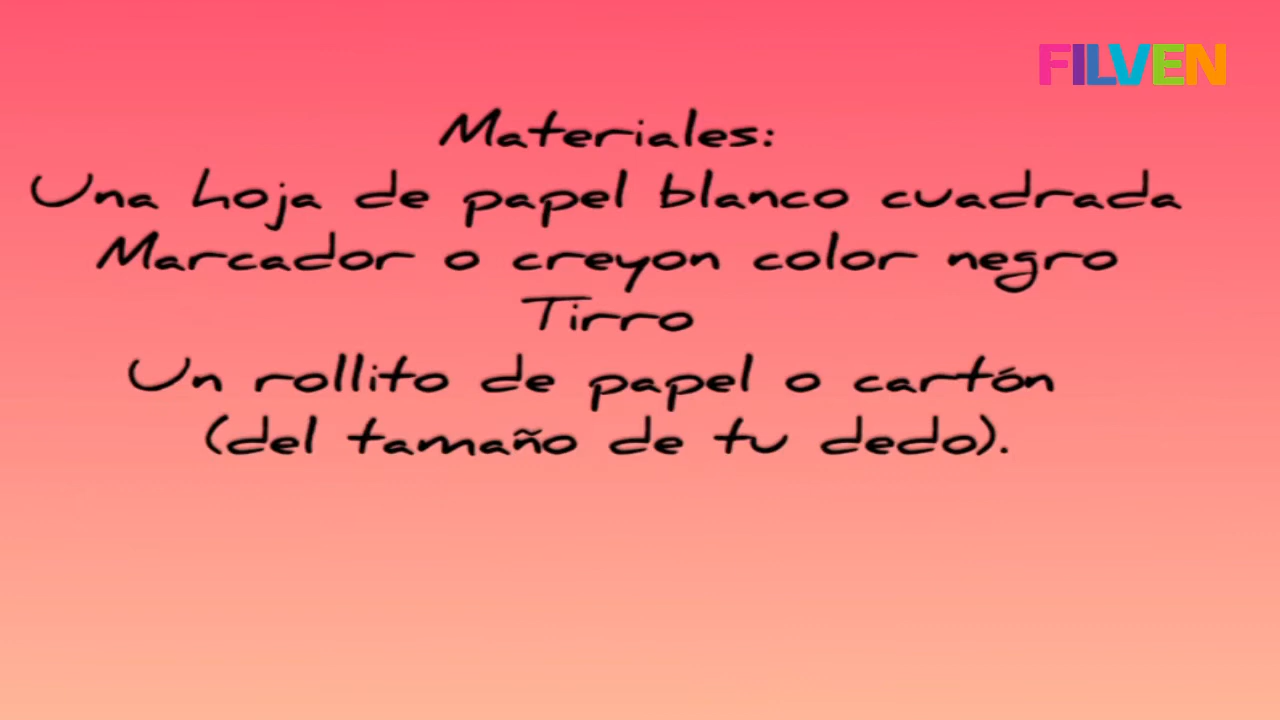 FILVEN
Materiales:
Una hoja de papel blanco cuadrada
Marcador o creyon color negro
Tirro
Un rollito de papel o cartón
(del tamaño de tu dedo).